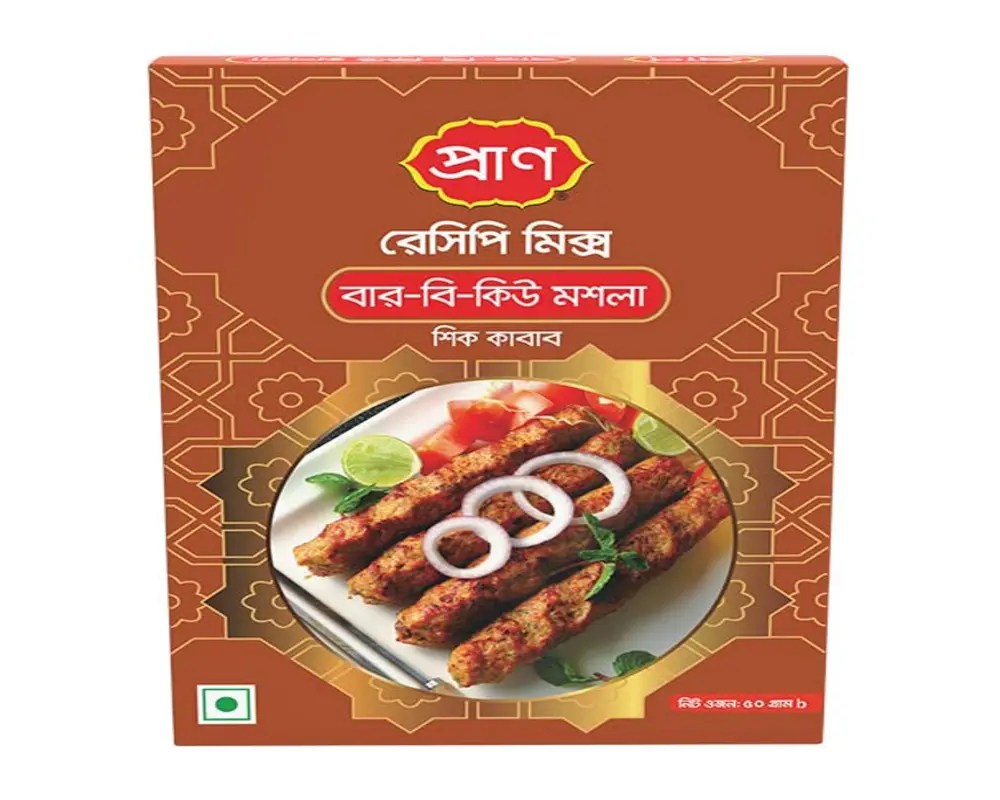 প্রাণ
রেসিপি মিক্স
বার-বি-কিউ মশলা
শিক কাবাব
নিট ওজন: ৫০ গ্রাম